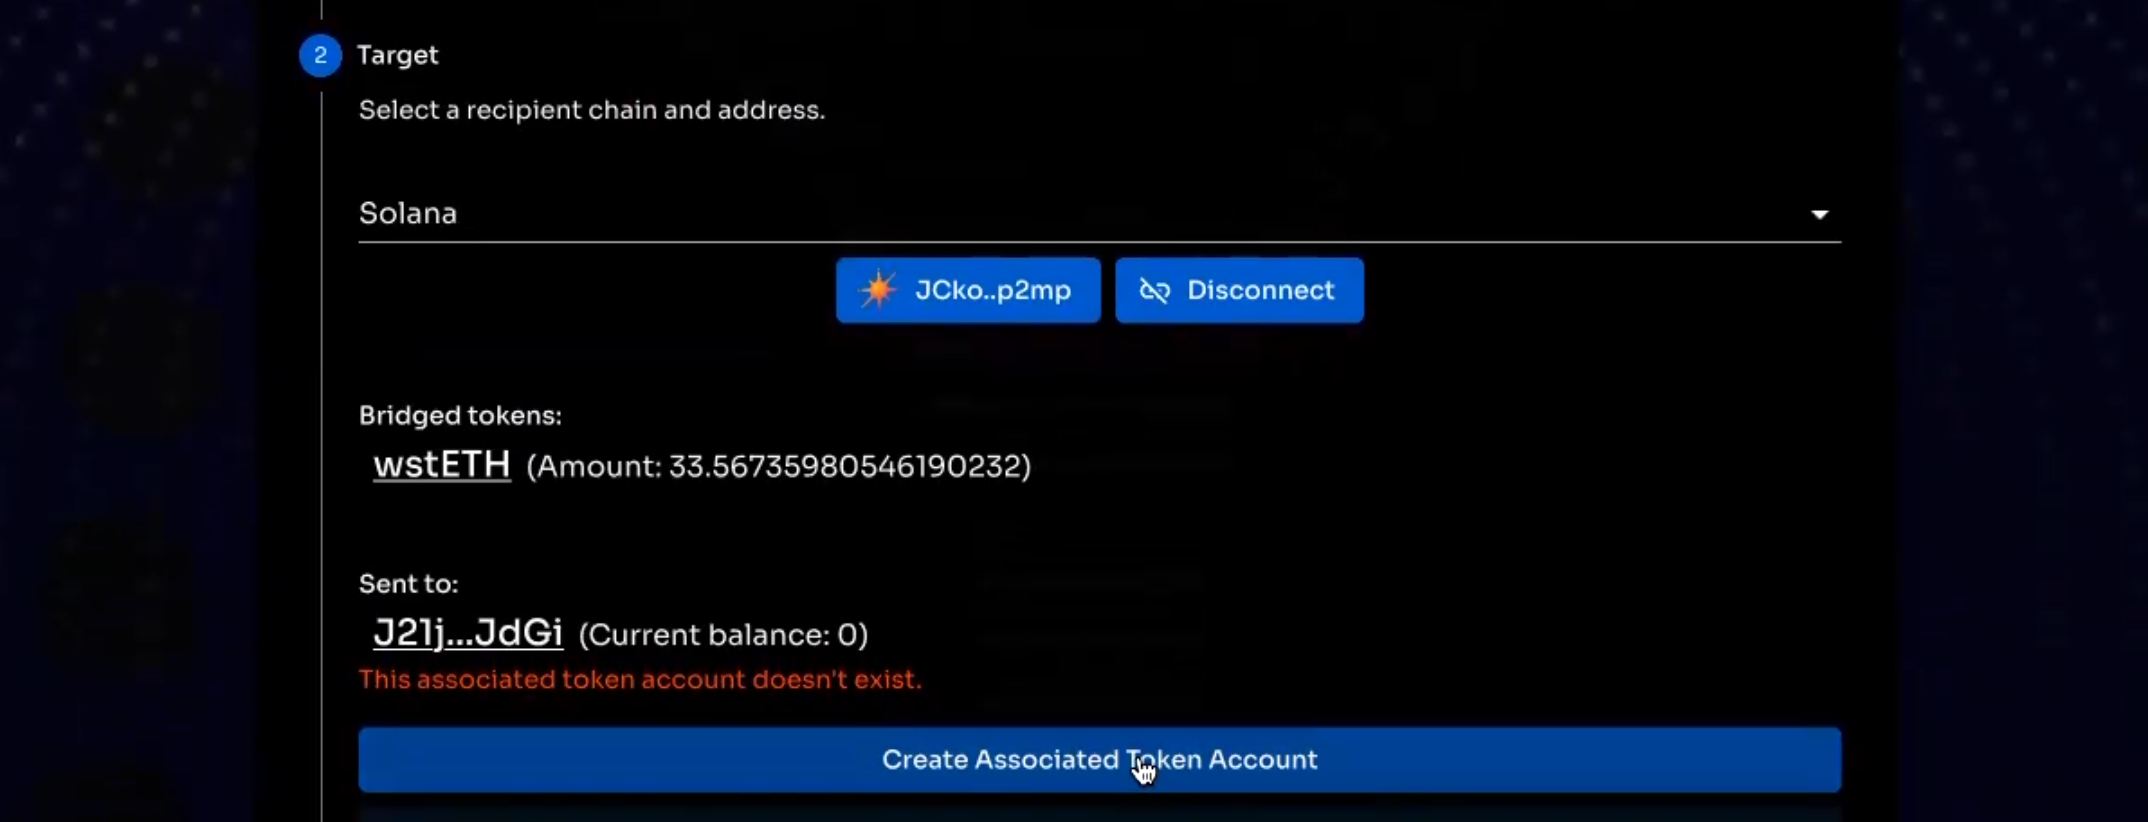 2 Target
Select a recipient chain and address.
Solana
JCko..p2mp Disconnect
Bridged tokens:
wstETH (Amount: 33.56735980546190232)
Sent to:
J21j...JdGi (Current balance: 0)
This associated token account doesn't exist.
Create Associated Token Account